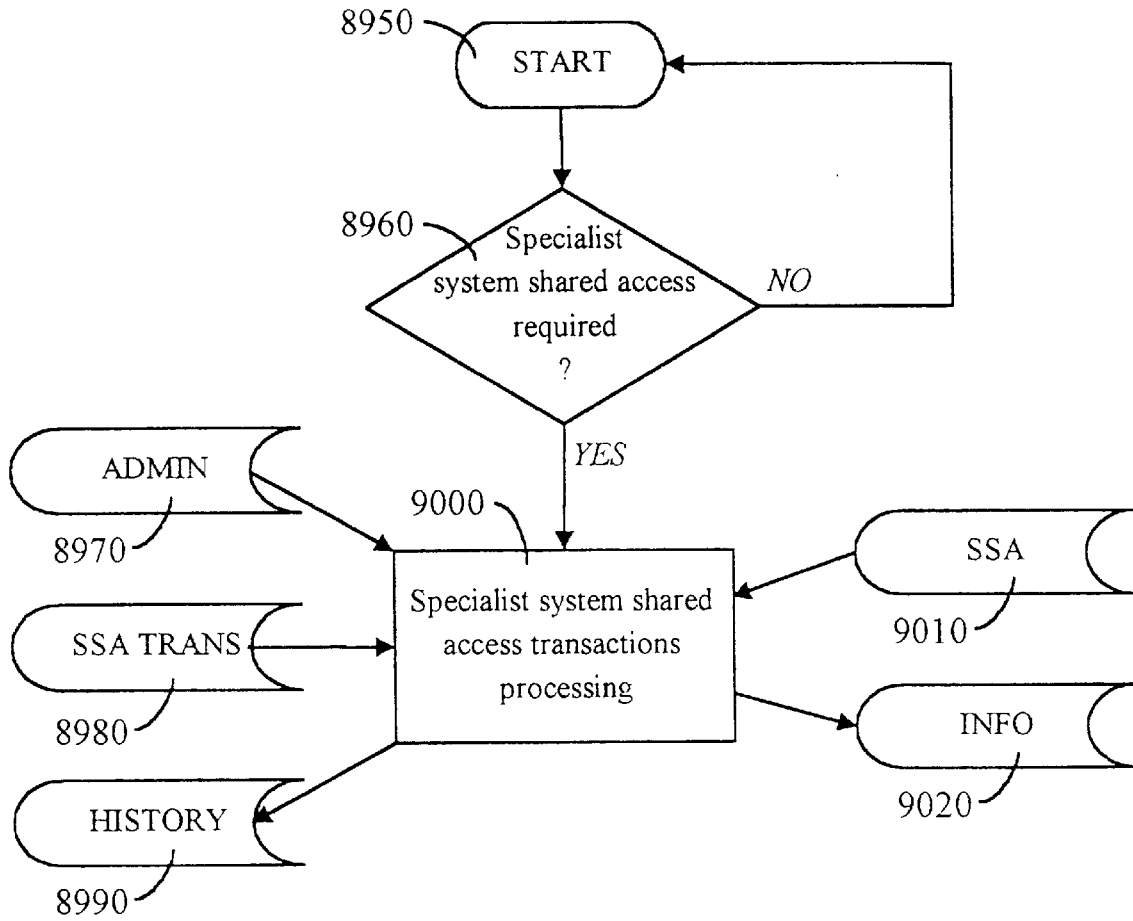 8950
START
8960
Specialist
system shared access
required
?
NO
YES
ADMIN
8970
9000
SSA
9010
Specialist system shared
access transactions
processing
SSA TRANS
8980
INFO
9020
HISTORY
8990